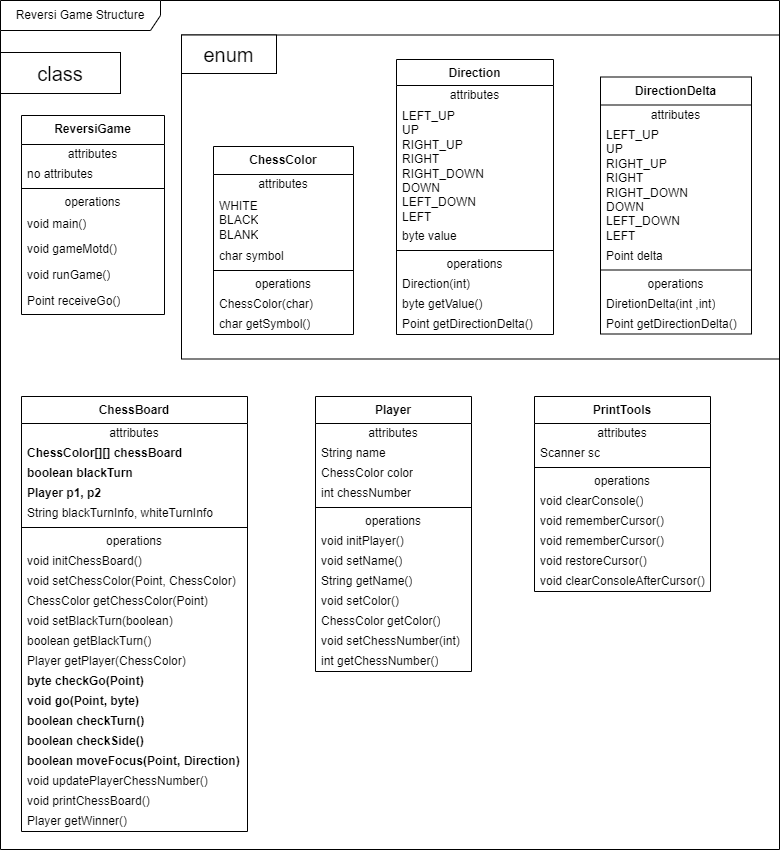 Reversi Game Structure
class
enum
ReversiGame
attributes
no attributes
operations
void main()
void gameMotd()
void runGame()
Point receiveGo()
ChessColor
attributes
WHITE
BLACK
BLANK
char symbol
operations
ChessColor(char)
char getSymbol()
Direction
attributes
LEFT_UP
UP
RIGHT_UP
RIGHT
RIGHT_DOWN
DOWN
LEFT_DOWN
LEFT
byte value
operations
Direction(int)
byte getValue()
Point getDirectionDelta()
DirectionDelta
attributes
LEFT_UP
UP
RIGHT_UP
RIGHT
RIGHT_DOWN
DOWN
LEFT_DOWN
LEFT
Point delta
operations
DiretionDelta(int ,int)
Point getDirectionDelta()
ChessBoard
attributes
ChessColor[][] chessBoard
boolean blackTurn
Player p1, p2
String blackTurnInfo, whiteTurnInfo
operations
void initChessBoard()
void setChessColor(Point, ChessColor)
ChessColor getChessColor(Point)
void setBlackTurn(boolean)
boolean getBlackTurn()
Player getPlayer(ChessColor)
byte checkGo(Point)
void go(Point, byte)
boolean checkTurn()
boolean checkSide()
boolean moveFocus(Point, Direction)
void updatePlayerChessNumber()
void printChessBoard()
Player getWinner()
Player
attributes
String name
ChessColor color
int chessNumber
operations
void initPlayer()
void setName()
String getName()
void setColor()
ChessColor getColor()
void setChessNumber(int)
int getChessNumber()
PrintTools
attributes
Scanner sc
operations
void clearConsole()
void rememberCursor()
void rememberCursor()
void restoreCursor()
void clearConsoleAfterCursor()